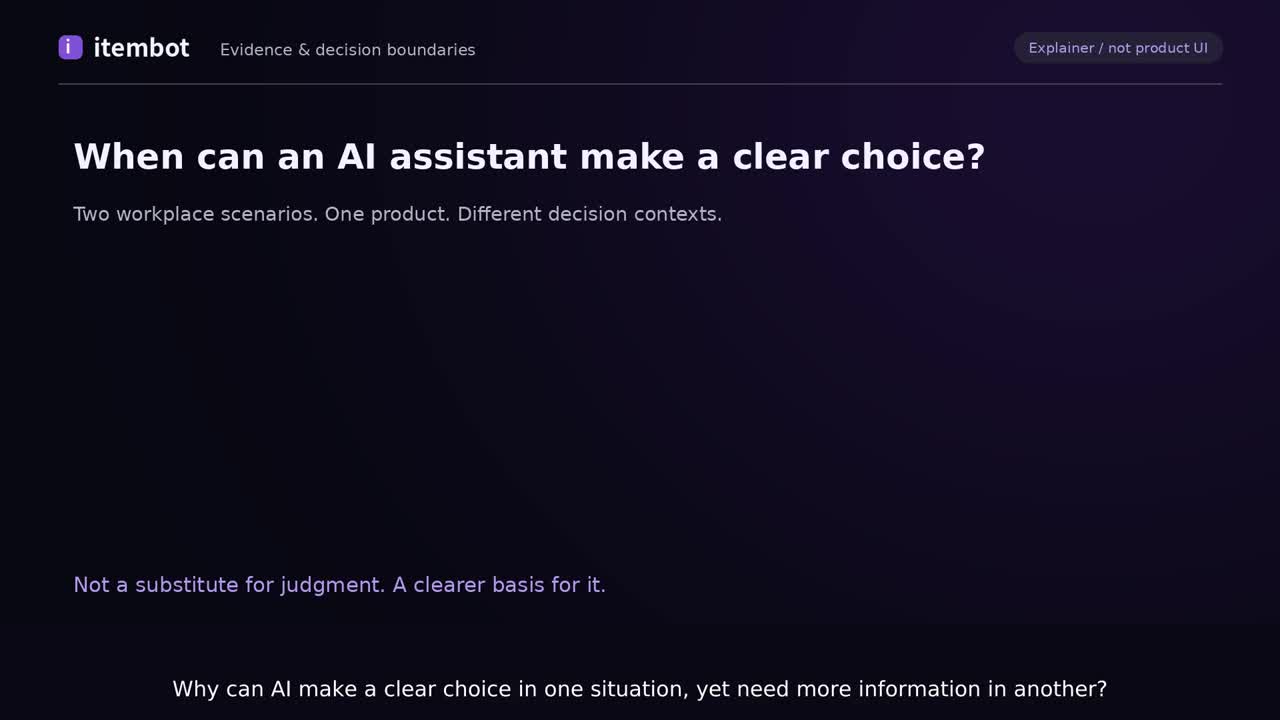 i itembot Evidence & decision boundaries Explainer / not product UI
When can an AI assistant make a clear choice?
Two workplace scenarios. One product. Different decision contexts.
Not a substitute for judgment. A clearer basis for it.
Why can AI make a clear choice in one situation, yet need more information in another?